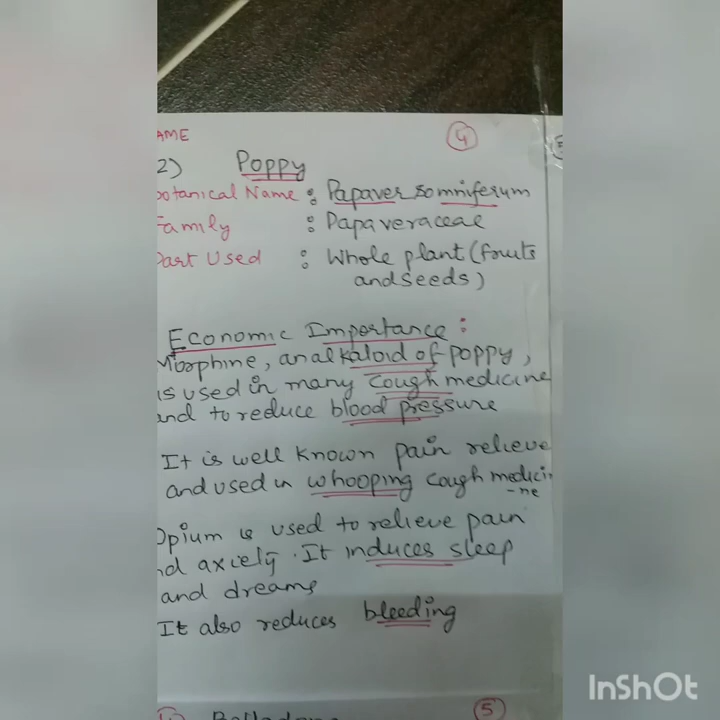 AME
4
2) Poppy
otanical Name : Papaver somniferum
Family : Papaveraceae
Part Used : Whole plant (fruits
and seeds)
Economic Importance :
Morphine, an alkaloid of poppy,
is used in many cough medicine
and to reduce blood pressure
It is well known pain relieve
and used in whooping cough medici
-ne
Opium is used to relieve pain
nd axciely. It induces sleep
and dreams
It also reduces bleeding
5
InShOt